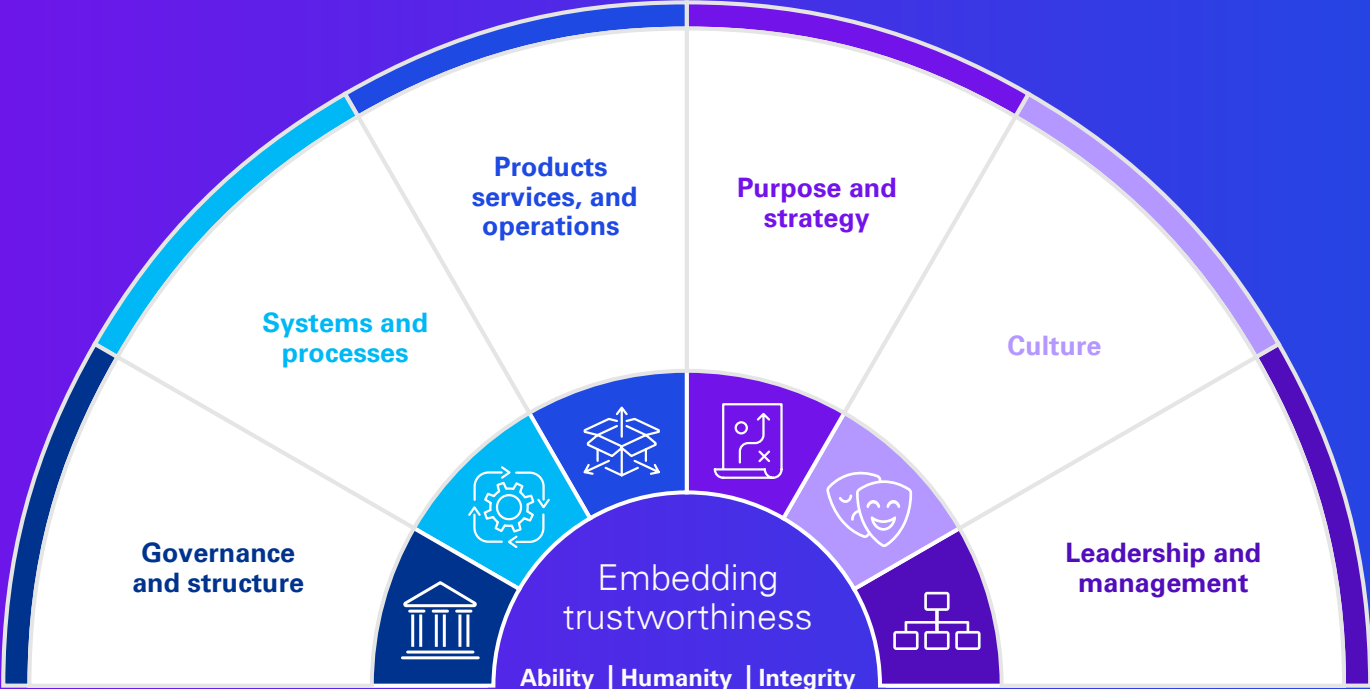 Products
services, and
operations
Purpose and
strategy
Systems and
processes
Culture
Governance
and structure
Leadership and
management
Embedding
trustworthiness
Ability | Humanity | Integrity